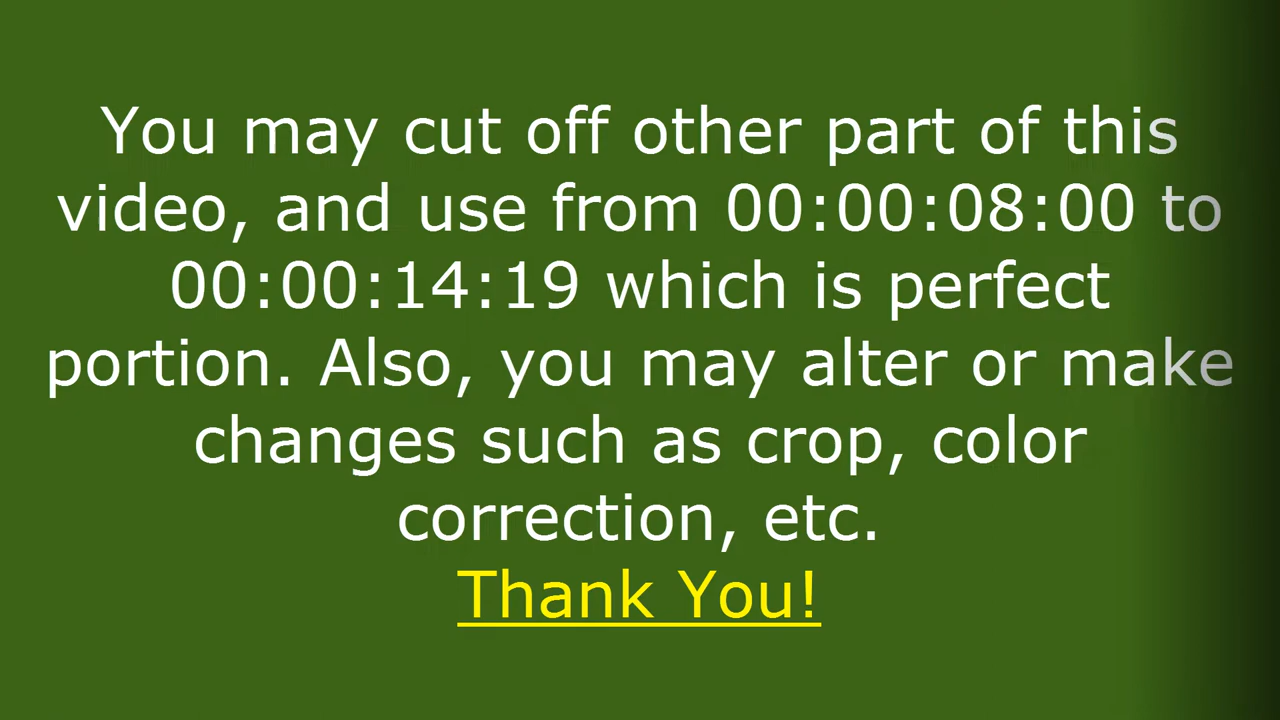 You may cut off other part of this
video, and use from 00:00:08:00 to
00:00:14:19 which is perfect
portion. Also, you may alter or make
changes such as crop, color
correction, etc.
Thank You!